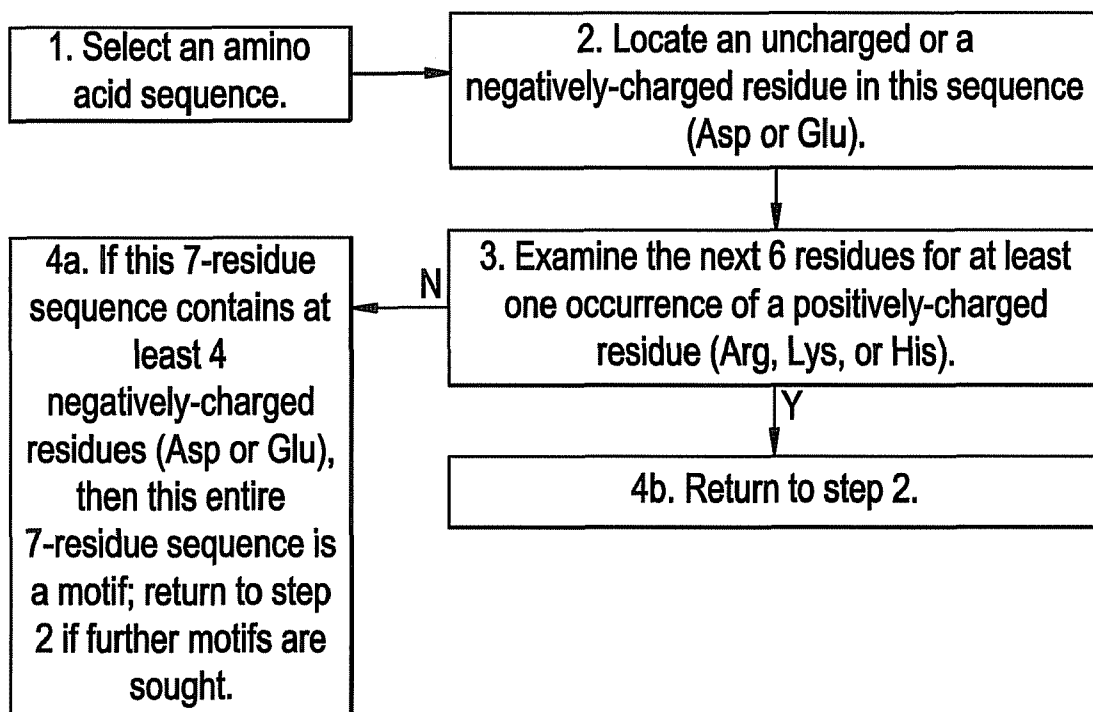 1. Select an amino
acid sequence.
2. Locate an uncharged or a
negatively-charged residue in this sequence
(Asp or Glu).
3. Examine the next 6 residues for at least
one occurrence of a positively-charged
residue (Arg, Lys, or His).
N
Y
4a. If this 7-residue
sequence contains at
least 4
negatively-charged
residues (Asp or Glu),
then this entire
7-residue sequence is
a motif; return to step
2 if further motifs are
sought.
4b. Return to step 2.